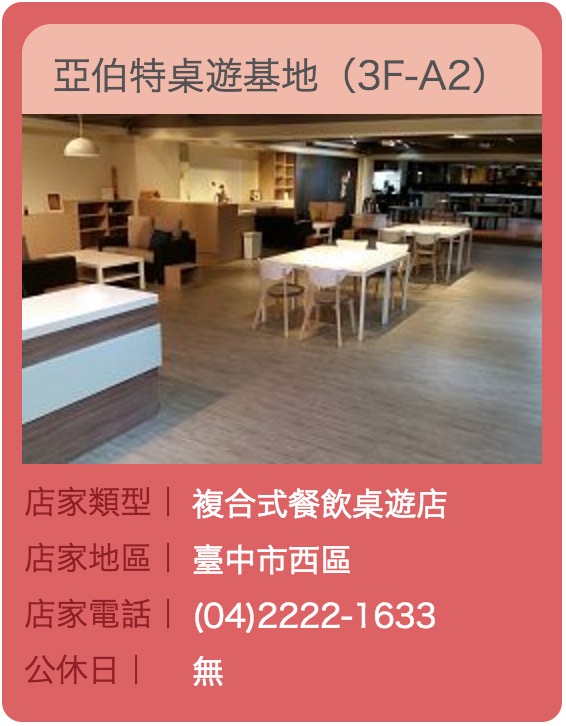 亞伯特桌遊基地（3F-A2）
店家類型｜ 複合式餐飲桌遊店
店家地區｜ 臺中市西區
店家電話｜ (04)2222-1633
公休日｜ 無